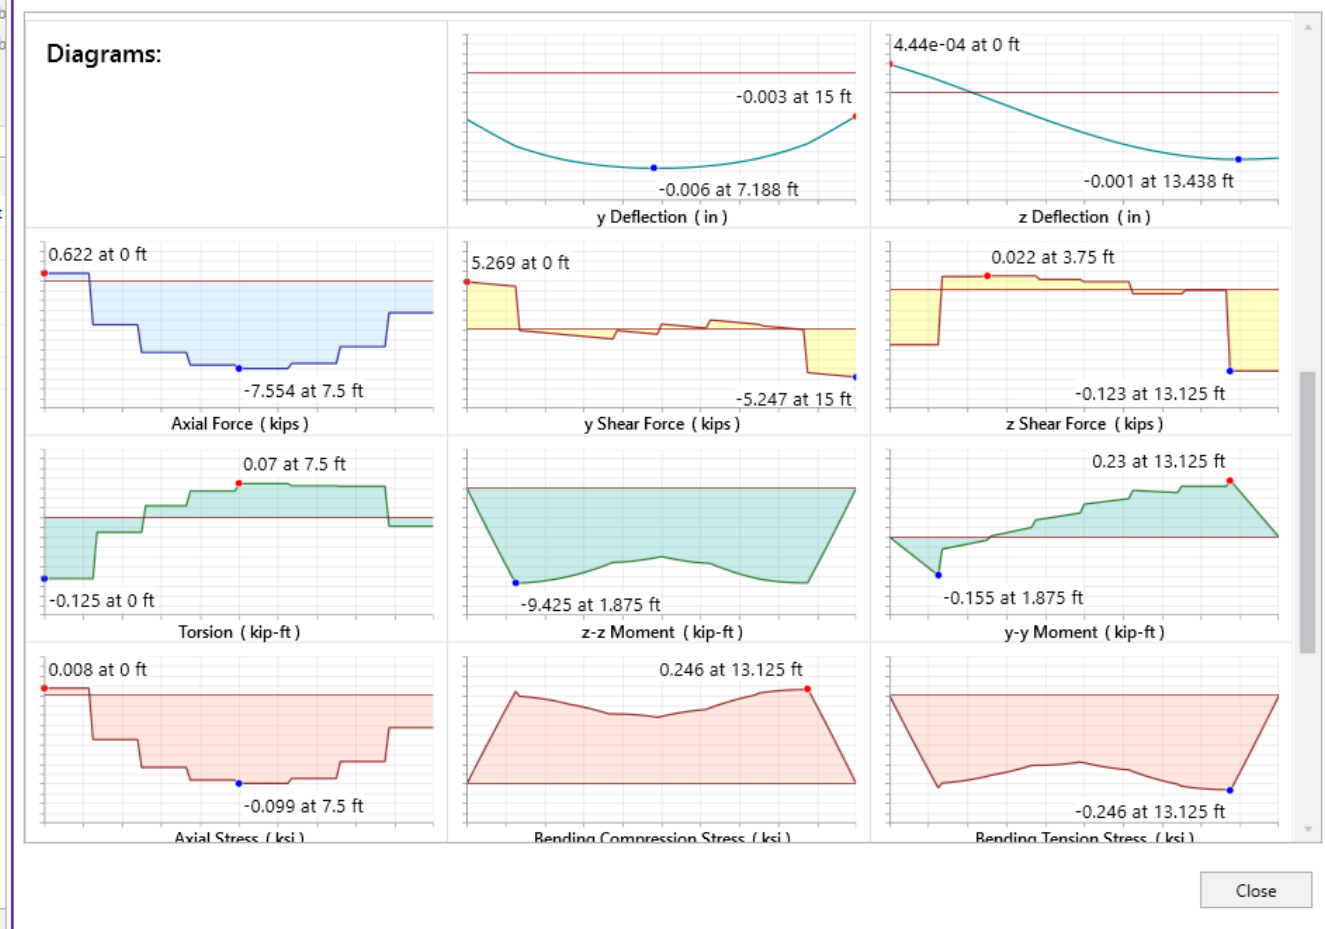 Diagrams:
-0.003 at 15 ft
-0.006 at 7.188 ft
y Deflection ( in )
4.44e-04 at 0 ft
-0.001 at 13.438 ft
z Deflection ( in )
0.622 at 0 ft
-7.554 at 7.5 ft
Axial Force ( kips )
5.269 at 0 ft
-5.247 at 15 ft
y Shear Force ( kips )
0.022 at 3.75 ft
-0.123 at 13.125 ft
z Shear Force ( kips )
0.07 at 7.5 ft
-0.125 at 0 ft
Torsion ( kip-ft )
-9.425 at 1.875 ft
z-z Moment ( kip-ft )
0.23 at 13.125 ft
-0.155 at 1.875 ft
y-y Moment ( kip-ft )
0.008 at 0 ft
-0.099 at 7.5 ft
Axial Stress ( ksi )
0.246 at 13.125 ft
Bending Compression Stress ( ksi )
-0.246 at 13.125 ft
Bending Tension Stress ( ksi )
Close